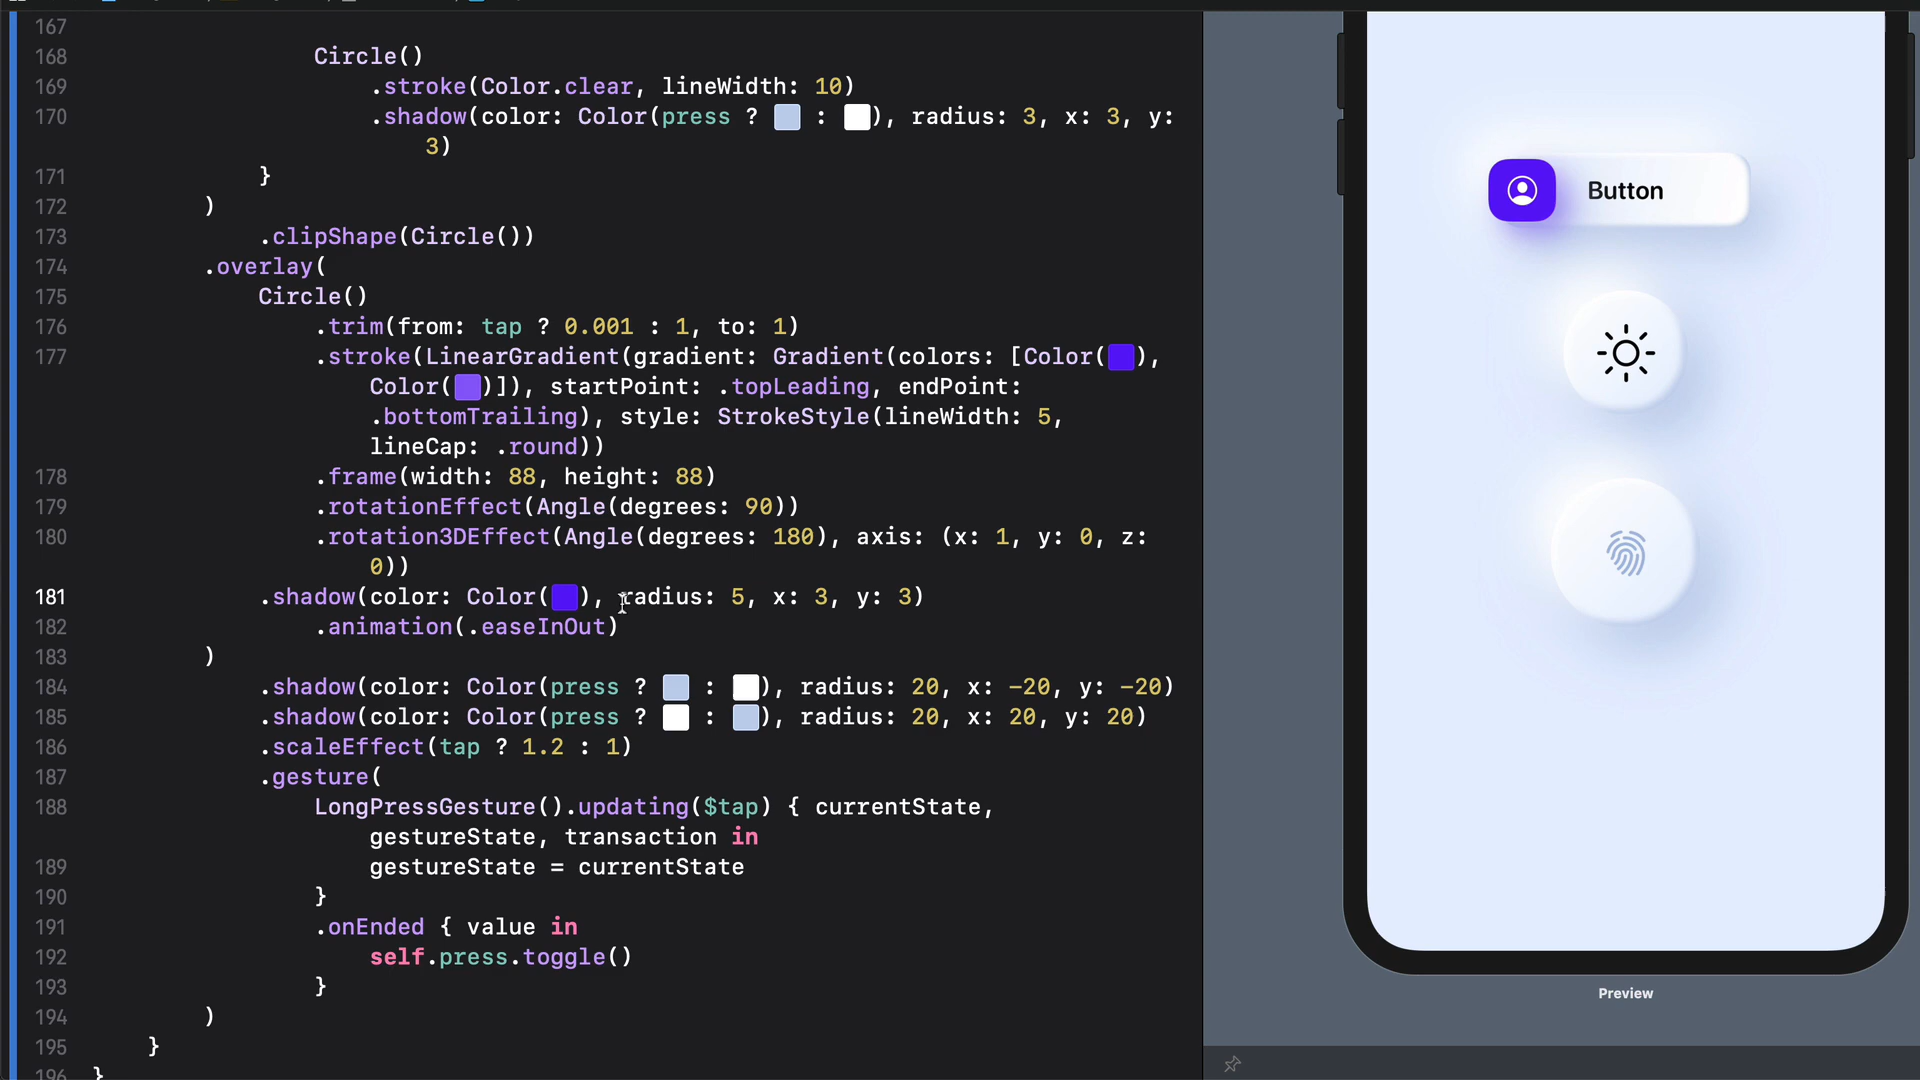 167
168 Circle()
169 .stroke(Color.clear, lineWidth: 10)
170 .shadow(color: Color(press ? : ), radius: 3, x: 3, y:
3)
171 }
172 )
173 .clipShape(Circle())
174 .overlay(
175 Circle()
176 .trim(from: tap ? 0.001 : 1, to: 1)
177 .stroke(LinearGradient(gradient: Gradient(colors: [Color( ),
Color( )]), startPoint: .topLeading, endPoint:
.bottomTrailing), style: StrokeStyle(lineWidth: 5,
lineCap: .round))
178 .frame(width: 88, height: 88)
179 .rotationEffect(Angle(degrees: 90))
180 .rotation3DEffect(Angle(degrees: 180), axis: (x: 1, y: 0, z:
0))
181 .shadow(color: Color( ), radius: 5, x: 3, y: 3)
182 .animation(.easeInOut)
183 )
184 .shadow(color: Color(press ? : ), radius: 20, x: -20, y: -20)
185 .shadow(color: Color(press ? : ), radius: 20, x: 20, y: 20)
186 .scaleEffect(tap ? 1.2 : 1)
187 .gesture(
188 LongPressGesture().updating($tap) { currentState,
gestureState, transaction in
189 gestureState = currentState
190 }
191 .onEnded { value in
192 self.press.toggle()
193 }
194 )
195 }
196 }
Button
Preview